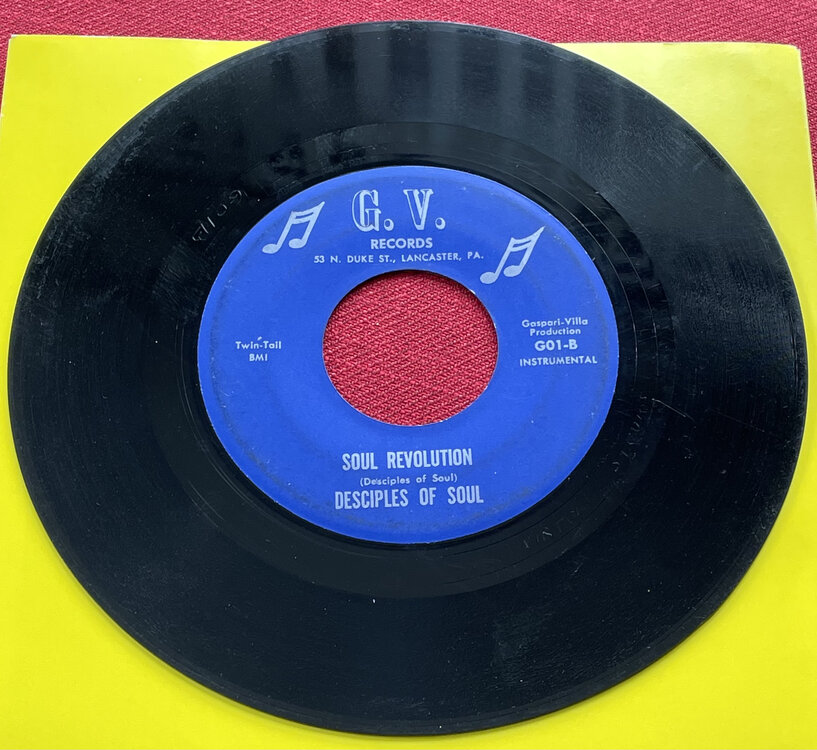 G. V.
RECORDS
53 N. DUKE ST., LANCASTER, PA.
Twin-Tail
BMI
Gaspari-Villa
Production
G01-B
INSTRUMENTAL
SOUL REVOLUTION
(Desciples of Soul)
DESCIPLES OF SOUL